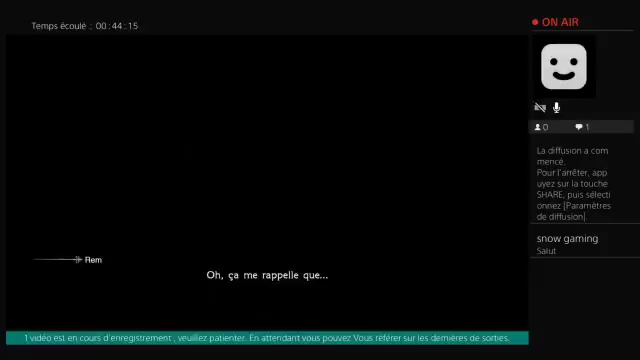 Temps écoulé : 00:44:15
ON AIR
0
1
La diffusion a com
mencé.
Pour l'arrêter, app
uyez sur la touche
SHARE, puis sélecti
onnez [Paramètres
de diffusion].
snow gaming
Salut
Rem
Oh, ça me rappelle que...
1 vidéo est en cours d'enregistrement , veuillez patienter. En attendant vous pouvez Vous référer sur les dernières de sorties.